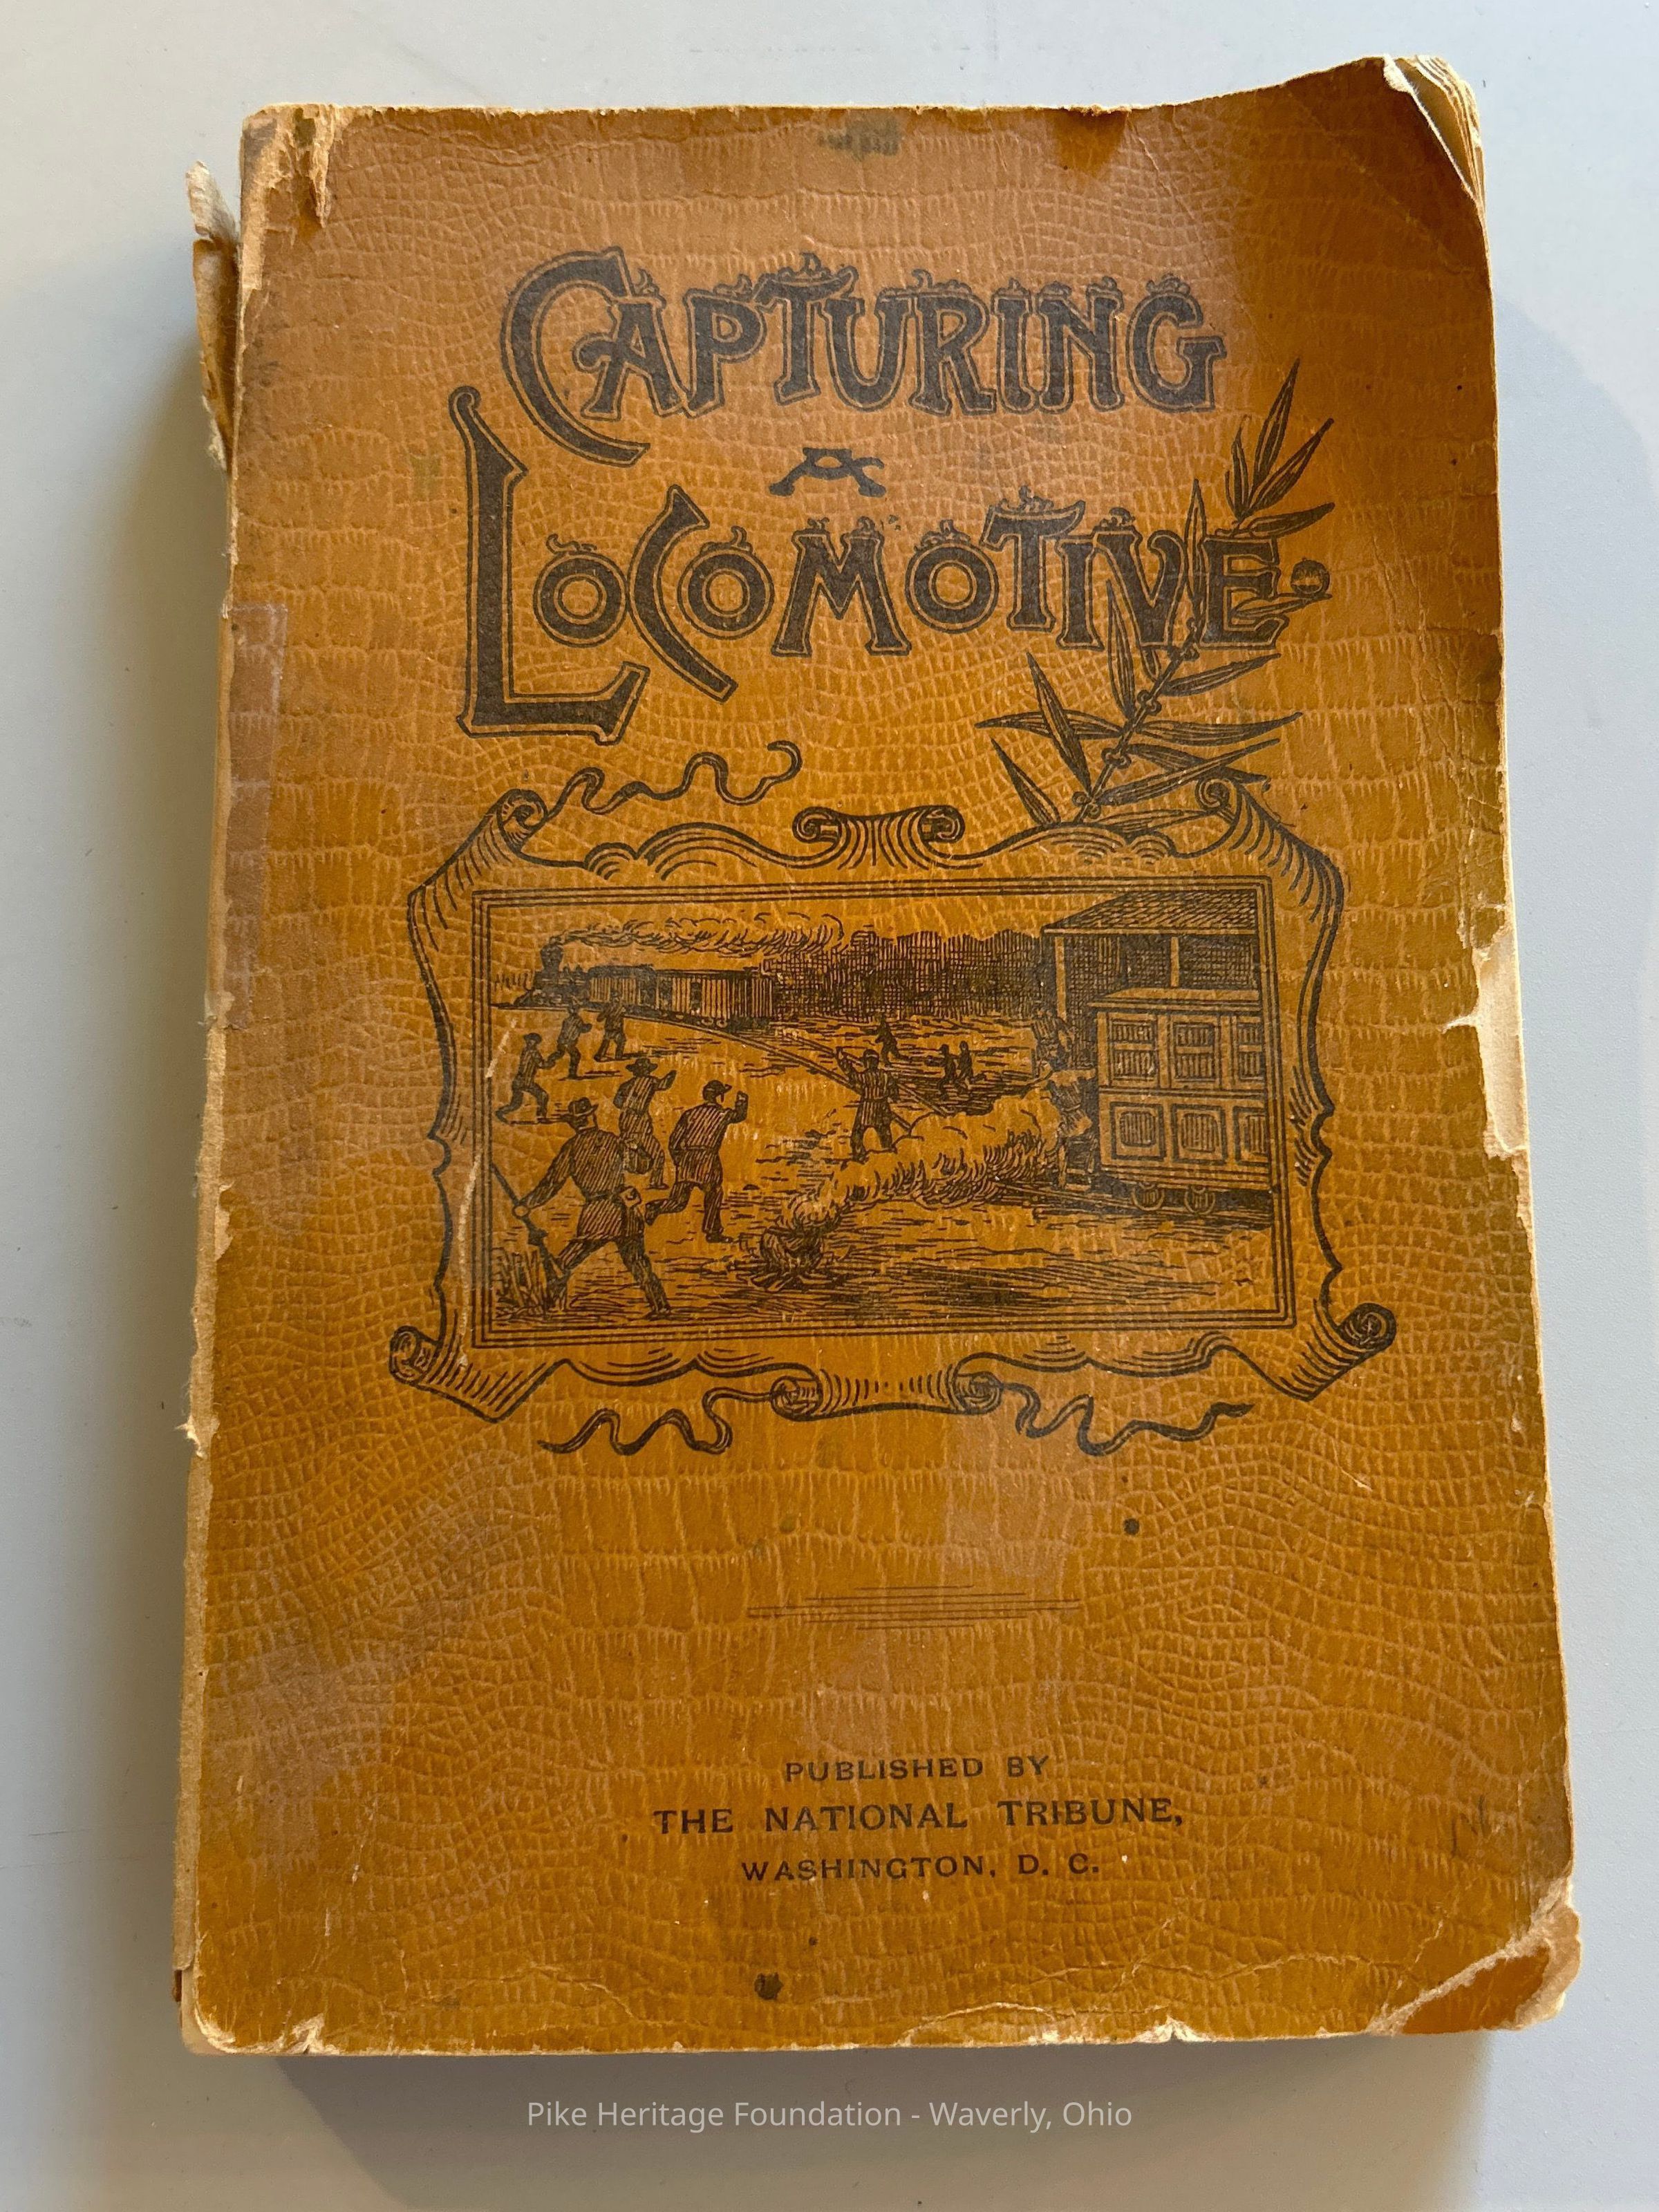 CAPTURING
A
LOCOMOTIVE.
PUBLISHED BY
THE NATIONAL TRIBUNE,
WASHINGTON, D. C.
Pike Heritage Foundation - Waverly, Ohio